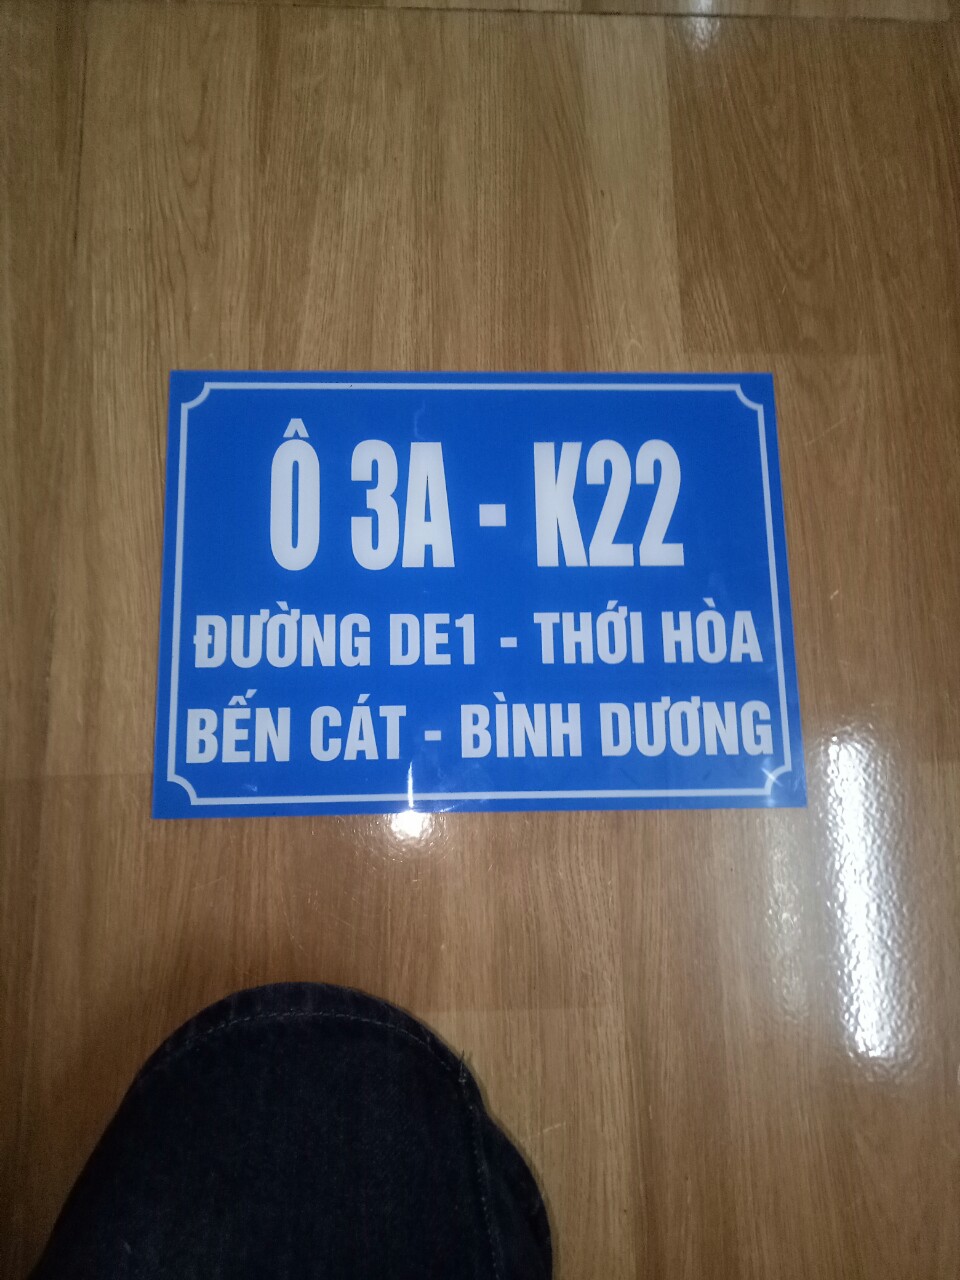 Ô 3A - K22
ĐƯỜNG DE1 - THỚI HÒA
BẾN CÁT - BÌNH DƯƠNG